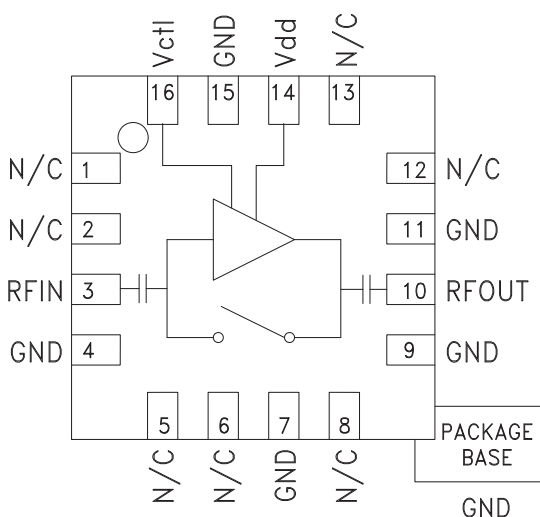 Vctl
GND
Vdd
N/C
16
15
14
13
N/C 1
12 N/C
N/C 2
11 GND
RFIN 3
10 RFOUT
GND 4
9 GND
5
6
7
8
N/C
N/C
GND
N/C
PACKAGE
BASE
GND